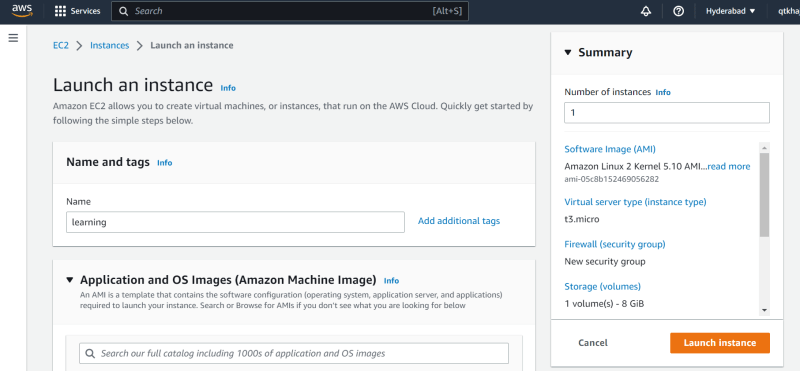 aws
Services
Search
[Alt+S]
Hyderabad
EC2
Instances
Launch an instance
Launch an instance Info
Amazon EC2 allows you to create virtual machines, or instances, that run on the AWS Cloud. Quickly get started by
following the simple steps below.
Name and tags Info
Name
learning
Add additional tags
Application and OS Images (Amazon Machine Image) Info
An AMI is a template that contains the software configuration (operating system, application server, and applications)
required to launch your instance. Search or Browse for AMIs if you don't see what you are looking for below
Search our full catalog including 1000s of application and OS images
Summary
Number of instances Info
1
Software Image (AMI)
Amazon Linux 2 Kernel 5.10 AMI...read more
ami-05c8b152469056282
Virtual server type (instance type)
t3.micro
Firewall (security group)
New security group
Storage (volumes)
1 volume(s) - 8 GiB
Cancel
Launch instance